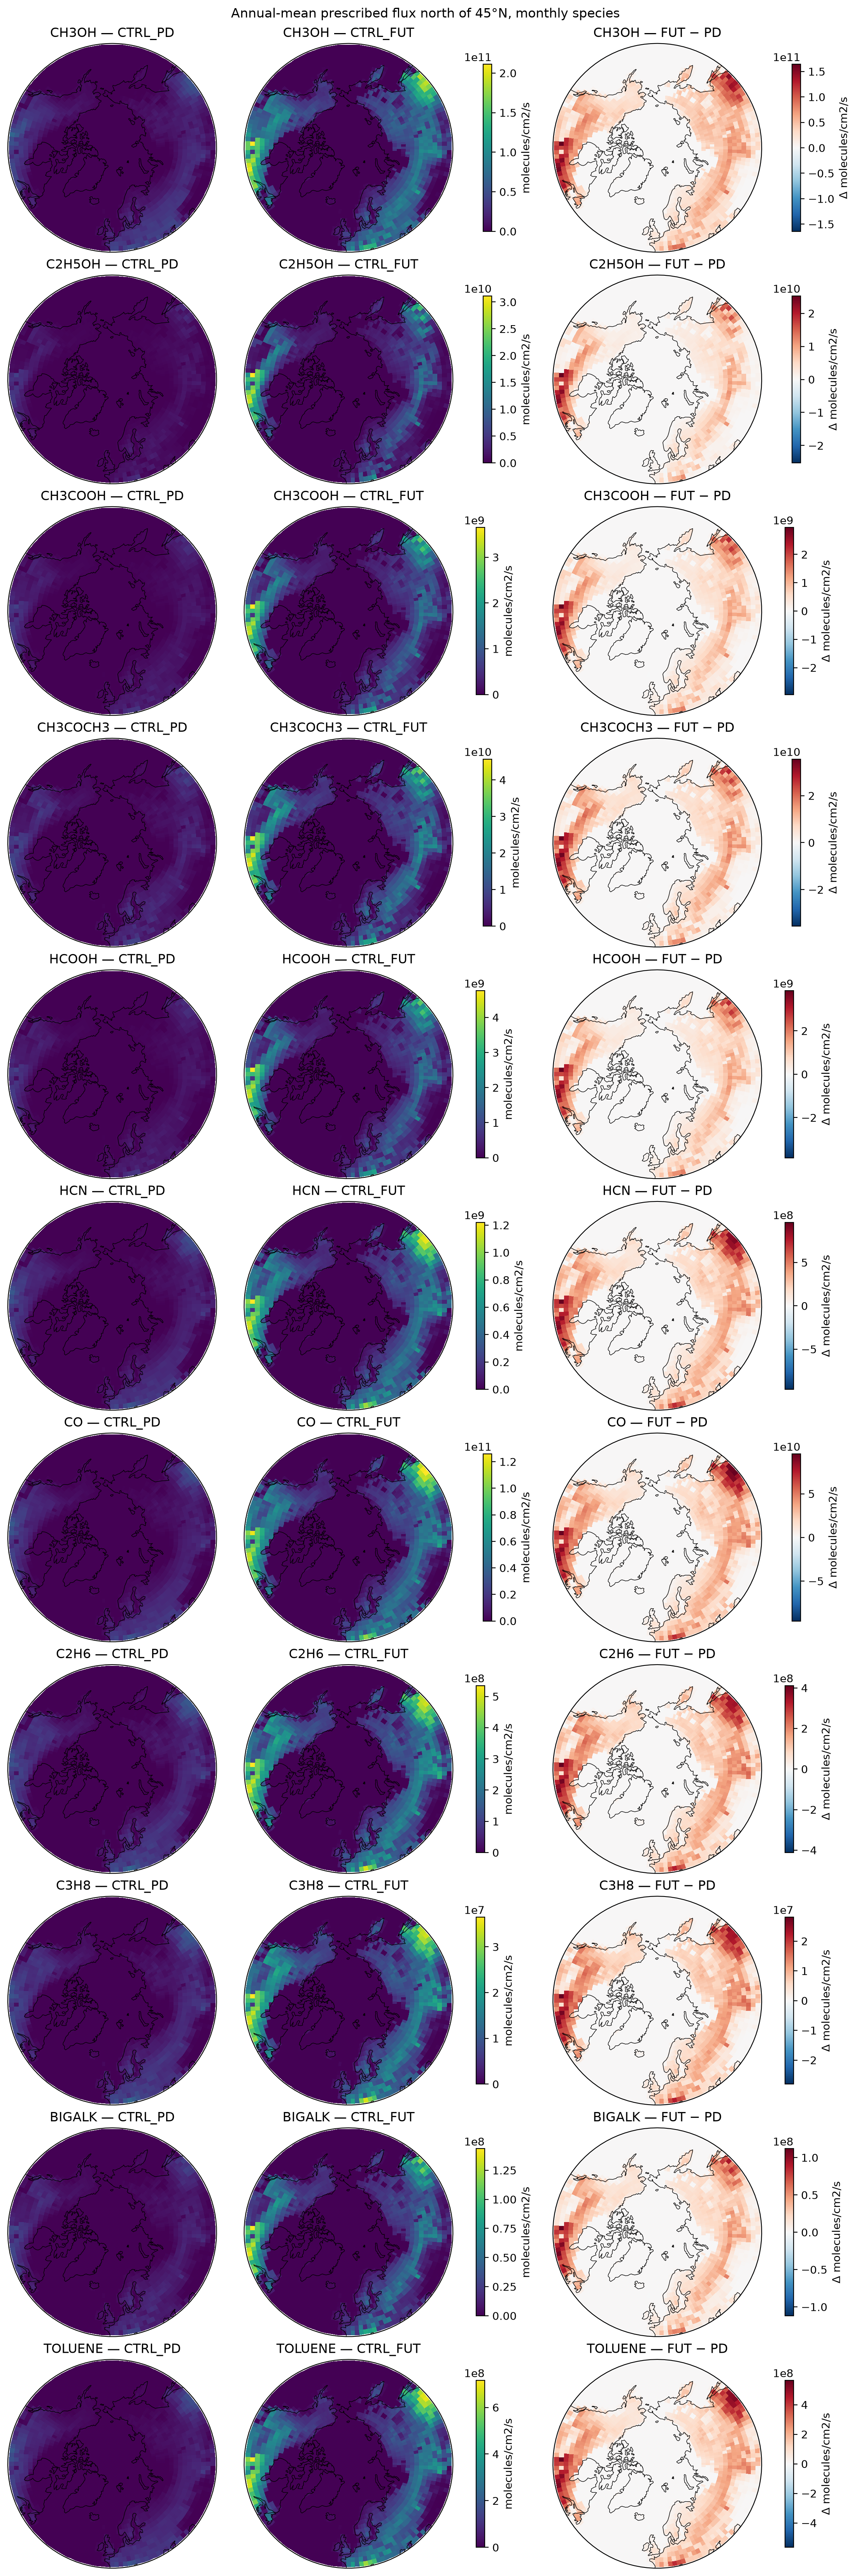 Annual-mean prescribed flux north of 45°N, monthly species
CH3OH — CTRL_PD
CH3OH — CTRL_FUT
CH3OH — FUT − PD
1e11
2.0
1.5
1.0
0.5
0.0
molecules/cm2/s
1e11
1.5
1.0
0.5
0.0
−0.5
−1.0
−1.5
Δ molecules/cm2/s
C2H5OH — CTRL_PD
C2H5OH — CTRL_FUT
C2H5OH — FUT − PD
1e10
3.0
2.5
2.0
1.5
1.0
0.5
0.0
molecules/cm2/s
1e10
2
1
0
−1
−2
Δ molecules/cm2/s
CH3COOH — CTRL_PD
CH3COOH — CTRL_FUT
CH3COOH — FUT − PD
1e9
3
2
1
0
molecules/cm2/s
1e9
2
1
0
−1
−2
Δ molecules/cm2/s
CH3COCH3 — CTRL_PD
CH3COCH3 — CTRL_FUT
CH3COCH3 — FUT − PD
1e10
4
3
2
1
0
molecules/cm2/s
1e10
2
0
−2
Δ molecules/cm2/s
HCOOH — CTRL_PD
HCOOH — CTRL_FUT
HCOOH — FUT − PD
1e9
4
3
2
1
0
molecules/cm2/s
1e9
2
0
−2
Δ molecules/cm2/s
HCN — CTRL_PD
HCN — CTRL_FUT
HCN — FUT − PD
1e9
1.2
1.0
0.8
0.6
0.4
0.2
0.0
molecules/cm2/s
1e8
5
0
−5
Δ molecules/cm2/s
CO — CTRL_PD
CO — CTRL_FUT
CO — FUT − PD
1e11
1.2
1.0
0.8
0.6
0.4
0.2
0.0
molecules/cm2/s
1e10
5
0
−5
Δ molecules/cm2/s
C2H6 — CTRL_PD
C2H6 — CTRL_FUT
C2H6 — FUT − PD
1e8
5
4
3
2
1
0
molecules/cm2/s
1e8
4
2
0
−2
−4
Δ molecules/cm2/s
C3H8 — CTRL_PD
C3H8 — CTRL_FUT
C3H8 — FUT − PD
1e7
3
2
1
0
molecules/cm2/s
1e7
2
1
0
−1
−2
Δ molecules/cm2/s
BIGALK — CTRL_PD
BIGALK — CTRL_FUT
BIGALK — FUT − PD
1e8
1.25
1.00
0.75
0.50
0.25
0.00
molecules/cm2/s
1e8
1.0
0.5
0.0
−0.5
−1.0
Δ molecules/cm2/s
TOLUENE — CTRL_PD
TOLUENE — CTRL_FUT
TOLUENE — FUT − PD
1e8
6
4
2
0
molecules/cm2/s
1e8
4
2
0
−2
−4
Δ molecules/cm2/s